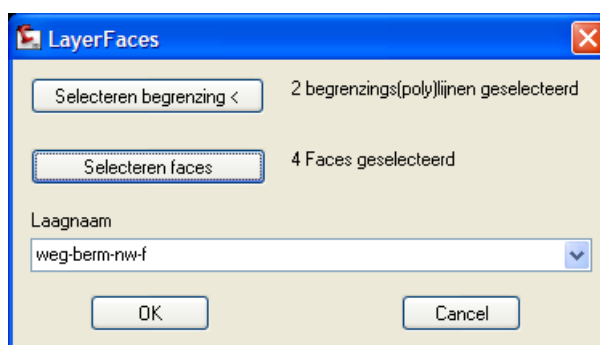 LayerFaces
Selecteren begrenzing <
2 begrenzings(poly)lijnen geselecteerd
Selecteren faces
4 Faces geselecteerd
Laagnaam
weg-berm-nw-f
OK
Cancel